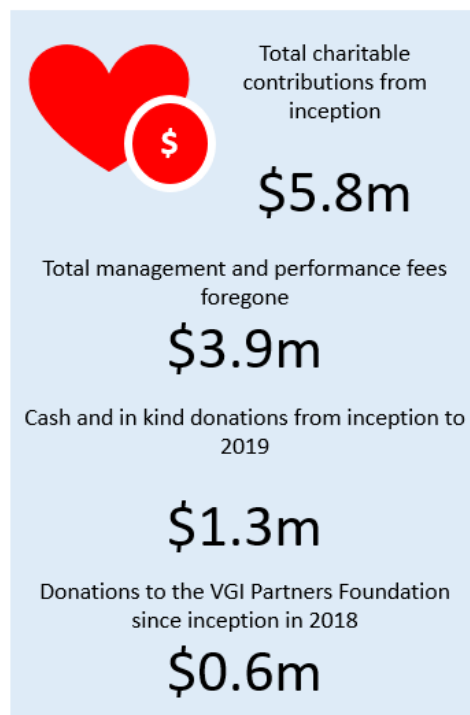 Total charitable
contributions from
inception
$
$5.8m
Total management and performance fees
foregone
$3.9m
Cash and in kind donations from inception to
2019
$1.3m
Donations to the VGI Partners Foundation
since inception in 2018
$0.6m